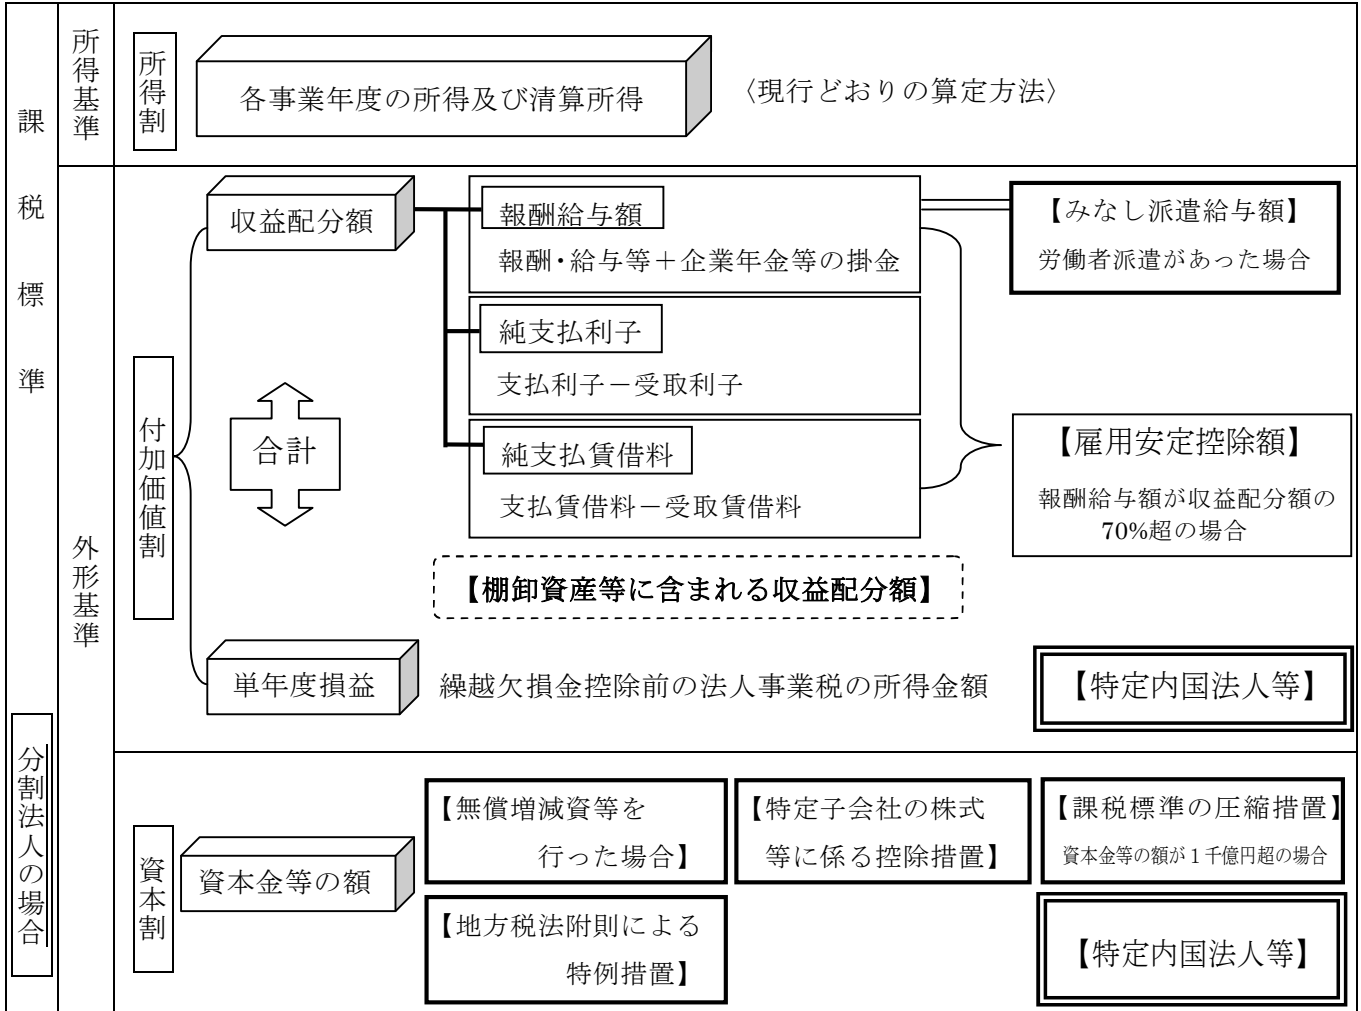 課税標準
分割法人の場合
所得基準
所得割
各事業年度の所得及び清算所得
〈現行どおりの算定方法〉
外形基準
付加価値割
収益配分額
報酬給与額
報酬・給与等＋企業年金等の掛金
【みなし派遣給与額】
労働者派遣があった場合
純支払利子
支払利子－受取利子
合計
純支払賃借料
支払賃借料－受取賃借料
【雇用安定控除額】
報酬給与額が収益配分額の
70%超の場合
【棚卸資産等に含まれる収益配分額】
単年度損益
繰越欠損金控除前の法人事業税の所得金額
【特定内国法人等】
資本割
資本金等の額
【無償増減資等を
行った場合】
【特定子会社の株式
等に係る控除措置】
【課税標準の圧縮措置】
資本金等の額が１千億円超の場合
【地方税法附則による
特例措置】
【特定内国法人等】